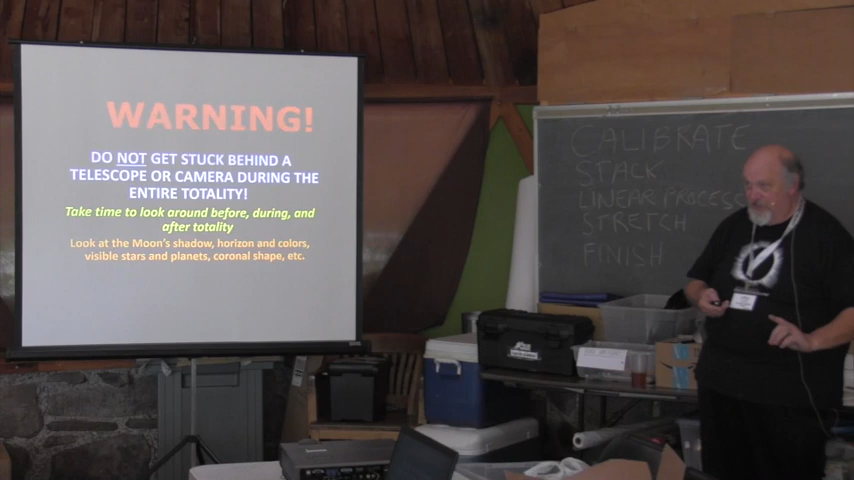 WARNING!
DO NOT GET STUCK BEHIND A
TELESCOPE OR CAMERA DURING THE
ENTIRE TOTALITY!
Take time to look around before, during, and
after totality
Look at the Moon's shadow, horizon and colors,
visible stars and planets, coronal shape, etc.
CALIBRATE
STACK
LINEAR PROCESS
STRETCH
FINISH